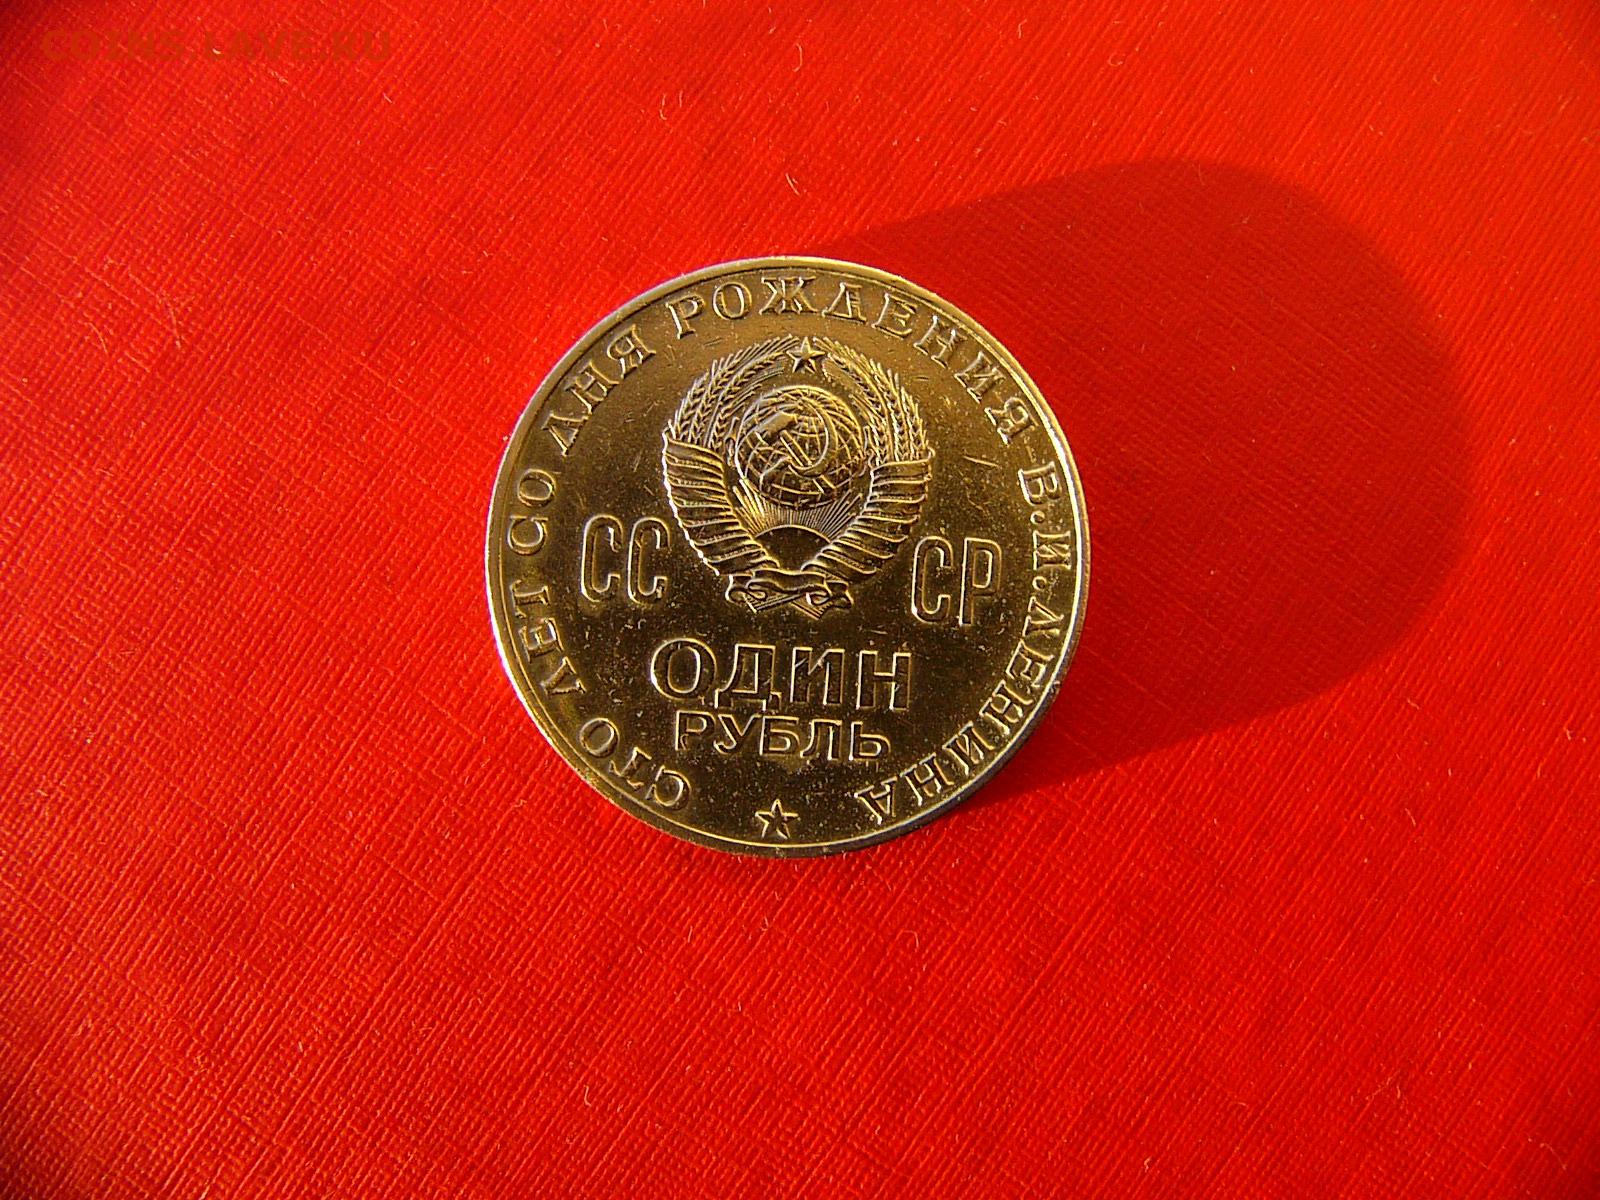 COINS.LAVE.RU
СТО ЛЕТ СО ДНЯ РОЖДЕНИЯ В.И.ЛЕНИНА
СС СР
ОДИН
РУБЛЬ